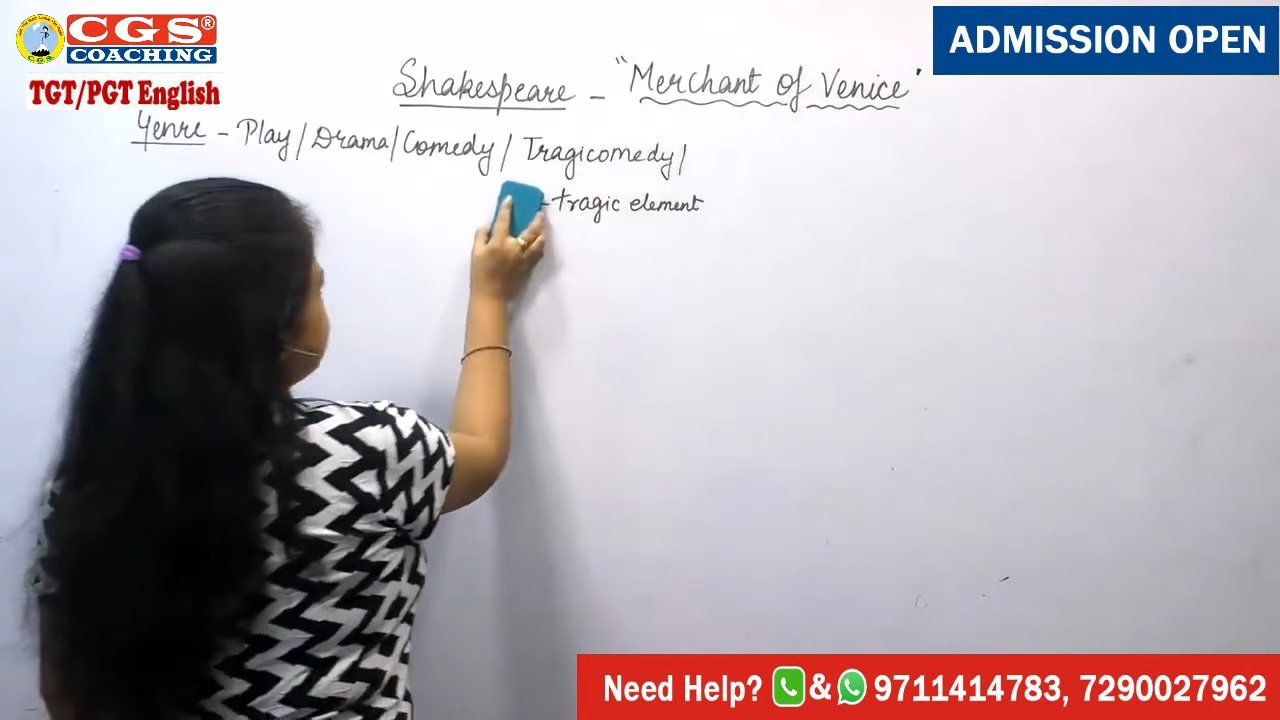 CGS®
COACHING
C.G.S.
TGT/PGT English
ADMISSION OPEN
Shakespeare - "Merchant of Venice"
Genre - Play/Drama/Comedy/Tragicomedy/
-tragic element
Need Help? & 9711414783, 7290027962